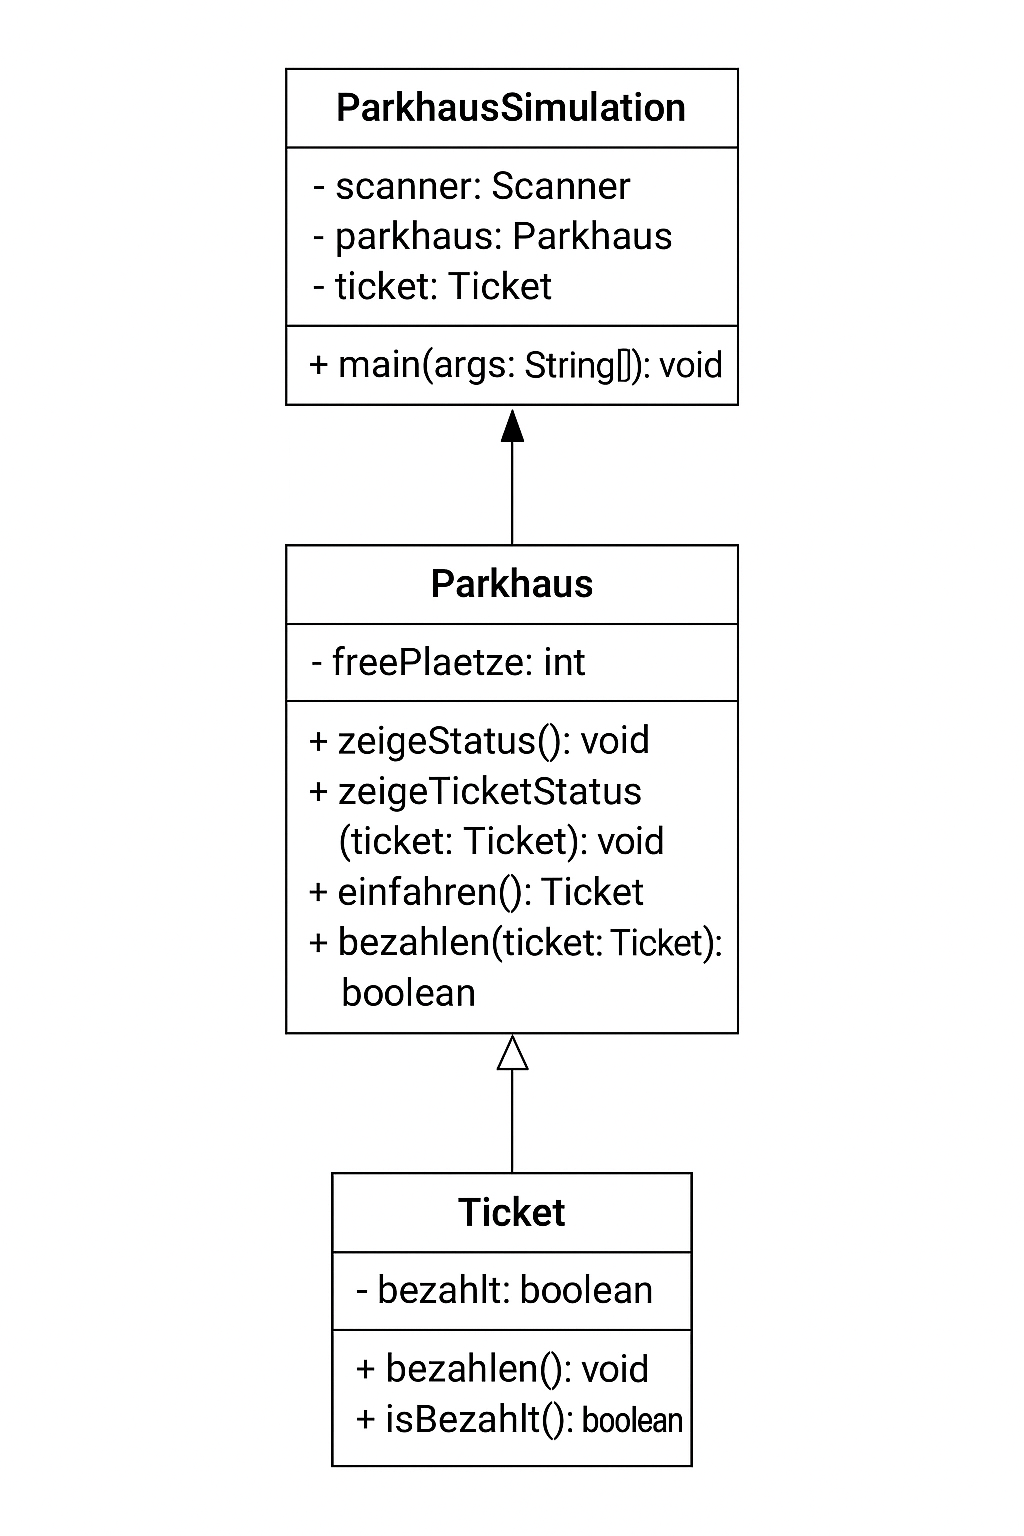 ParkhausSimulation
- scanner: Scanner
- parkhaus: Parkhaus
- ticket: Ticket
+ main(args: String[]): void
Parkhaus
- freePlaetze: int
+ zeigeStatus(): void
+ zeigeTicketStatus
(ticket: Ticket): void
+ einfahren(): Ticket
+ bezahlen(ticket: Ticket):
boolean
Ticket
- bezahlt: boolean
+ bezahlen(): void
+ isBezahlt(): boolean